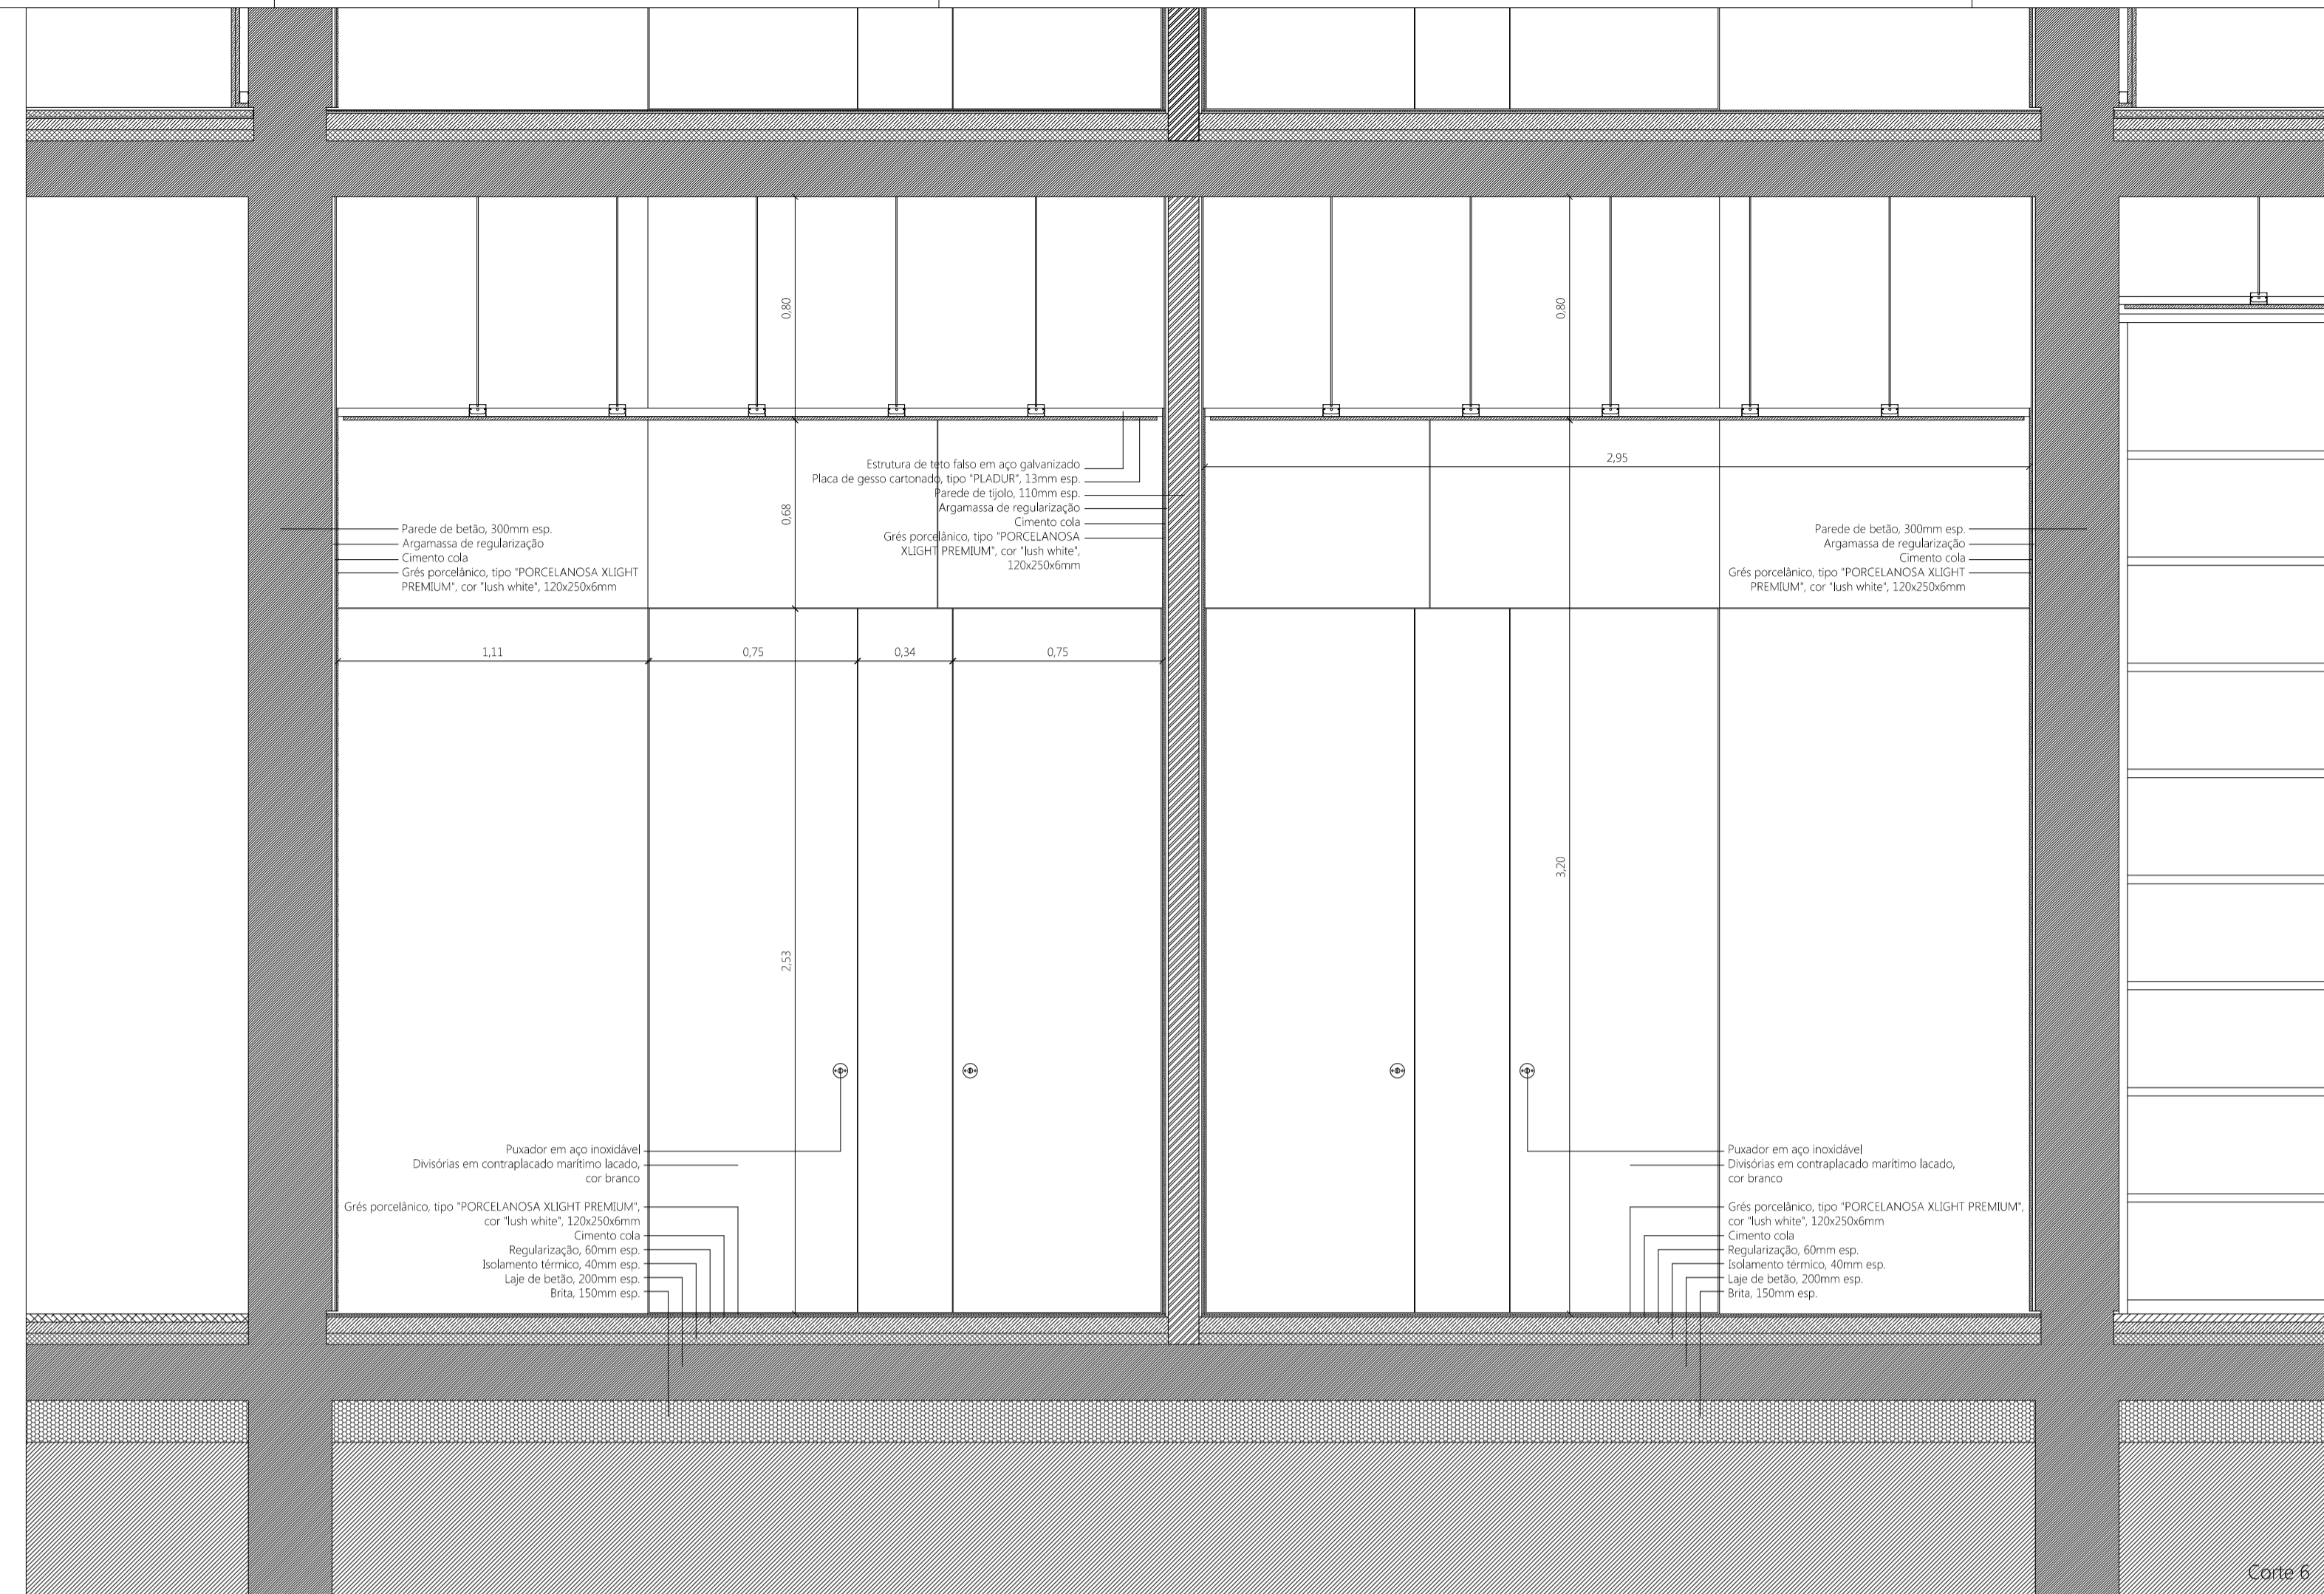 0,80
0,80
Estrutura de teto falso em aço galvanizado
Placa de gesso cartonado, tipo "PLADUR", 13mm esp.
Parede de tijolo, 110mm esp.
Argamassa de regularização
Cimento cola
Grés porcelânico, tipo "PORCELANOSA
XLIGHT PREMIUM", cor "lush white",
120x250x6mm
2,95
0,68
Parede de betão, 300mm esp.
Argamassa de regularização
Cimento cola
Grés porcelânico, tipo "PORCELANOSA XLIGHT
PREMIUM", cor "lush white", 120x250x6mm
Parede de betão, 300mm esp.
Argamassa de regularização
Cimento cola
Grés porcelânico, tipo "PORCELANOSA XLIGHT
PREMIUM", cor "lush white", 120x250x6mm
1,11
0,75
0,34
0,75
3,20
2,53
Puxador em aço inoxidável
Divisórias em contraplacado marítimo lacado,
cor branco
Grés porcelânico, tipo "PORCELANOSA XLIGHT PREMIUM",
cor "lush white", 120x250x6mm
Cimento cola
Regularização, 60mm esp.
Isolamento térmico, 40mm esp.
Laje de betão, 200mm esp.
Brita, 150mm esp.
Puxador em aço inoxidável
Divisórias em contraplacado marítimo lacado,
cor branco
Grés porcelânico, tipo "PORCELANOSA XLIGHT PREMIUM",
cor "lush white", 120x250x6mm
Cimento cola
Regularização, 60mm esp.
Isolamento térmico, 40mm esp.
Laje de betão, 200mm esp.
Brita, 150mm esp.
Corte 6